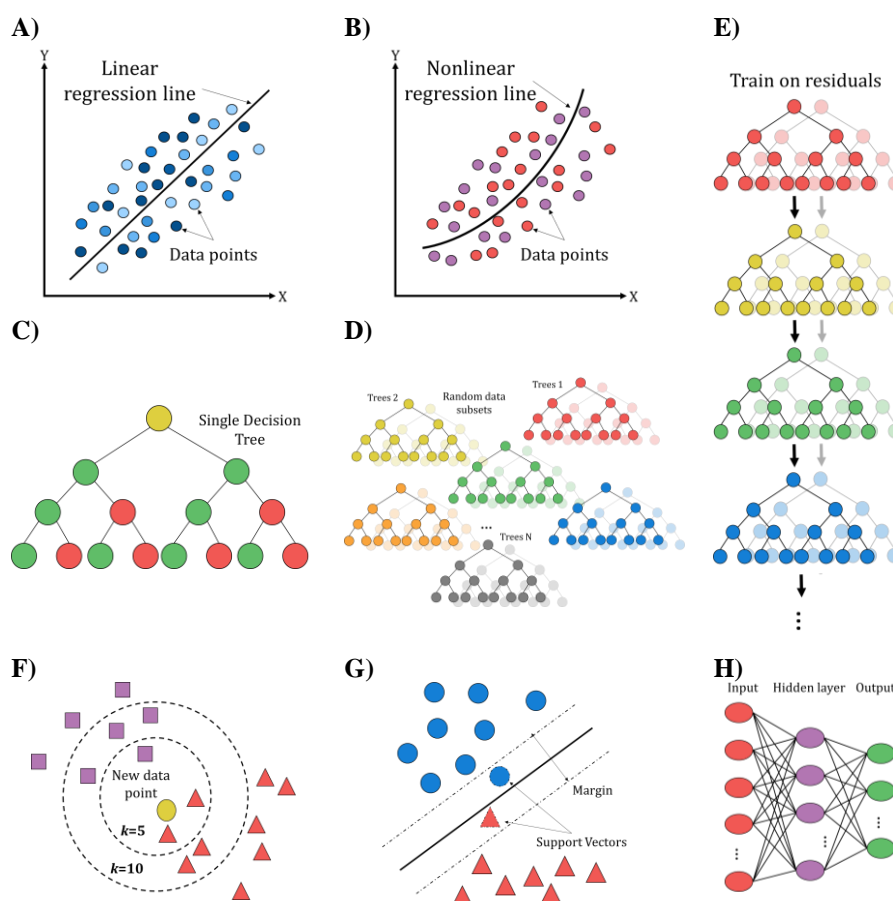 A)
Y
Linear
regression line
Data points
X
B)
Y
Nonlinear
regression line
Data points
X
E)
Train on residuals
⋮
C)
Single Decision
Tree
D)
Trees 2
Random data
subsets
Trees 1
...
Trees N
F)
New data
point
k=5
k=10
G)
Margin
Support Vectors
H)
Input
Hidden layer
Output
⋮
⋮
⋮